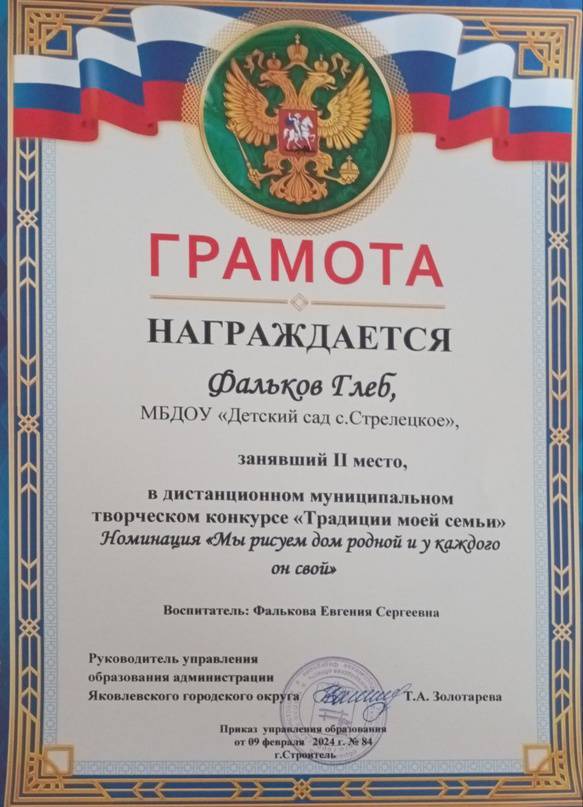 ГРАМОТА
НАГРАЖДАЕТСЯ
Фальков Глеб,
МБДОУ «Детский сад с.Стрелецкое»,
занявший II место,
в дистанционном муниципальном
творческом конкурсе «Традиции моей семьи»
Номинация «Мы рисуем дом родной и у каждого
он свой»
Воспитатель: Фалькова Евгения Сергеевна
Руководитель управления
образования администрации
Яковлевского городского округа Т.А. Золотарева
Приказ управления образования
от 09 февраля 2024 г. № 84
г.Строитель